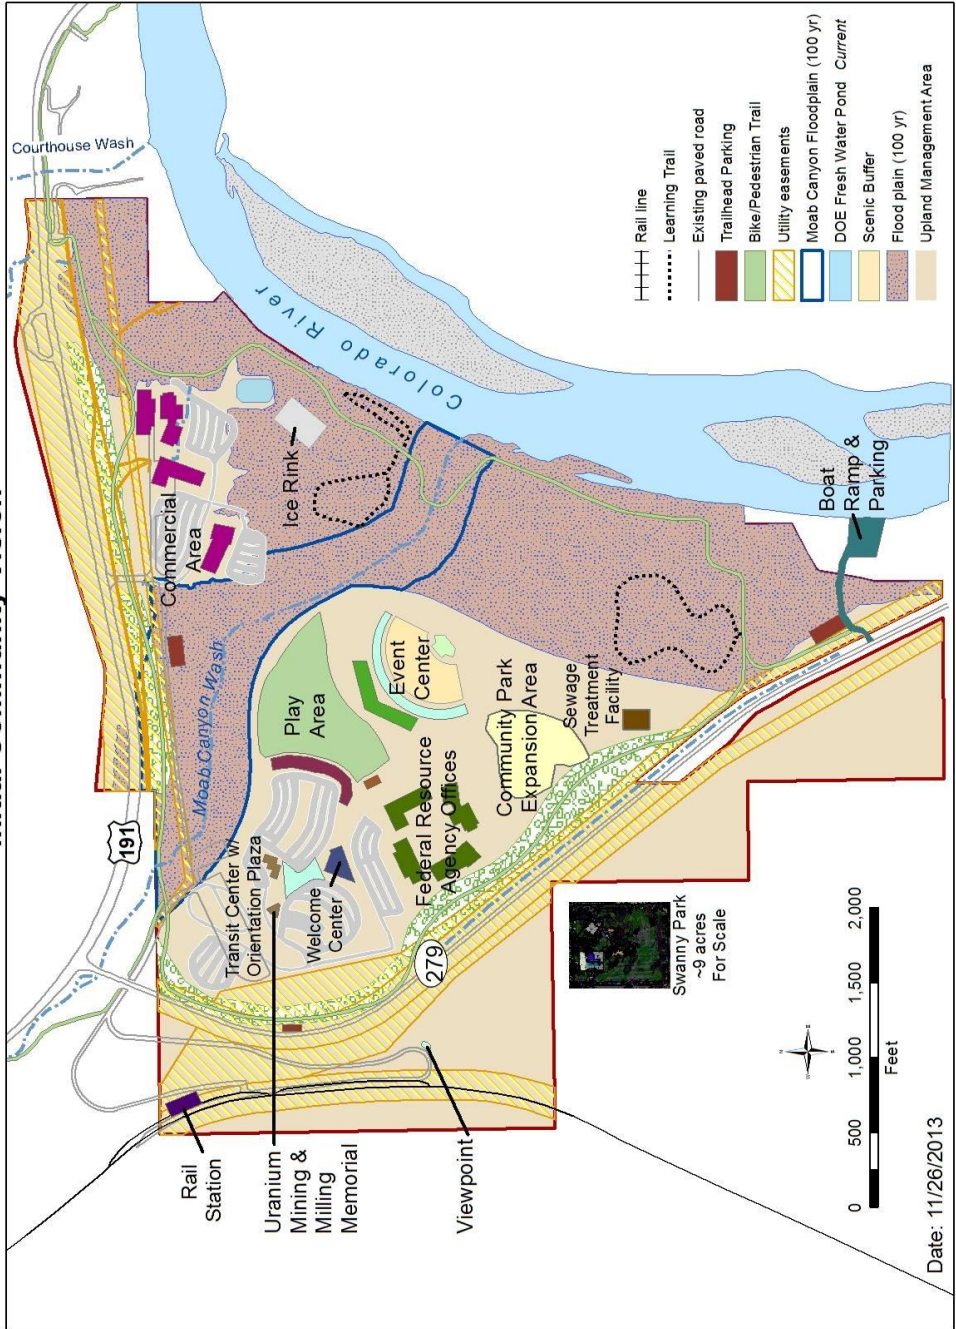 Courthouse Wash
191
Moab Canyon Wash
Commercial
Area
Ice Rink
Colorado River
Play
Area
Event
Center
Transit Center w/
Orientation Plaza
Welcome
Center
Federal Resource
Agency Offices
Community Park
Expansion Area
Sewage
Treatment
Facility
Boat
Ramp &
Parking
279
Rail
Station
Uranium
Mining &
Milling
Memorial
Viewpoint
Swanny Park
~9 acres
For Scale
Rail line
Learning Trail
Existing paved road
Trailhead Parking
Bike/Pedestrian Trail
Utility easements
Moab Canyon Floodplain (100 yr)
DOE Fresh Water Pond Current
Scenic Buffer
Flood plain (100 yr)
Upland Management Area
0 500 1,000 1,500 2,000
Feet
Date: 11/26/2013